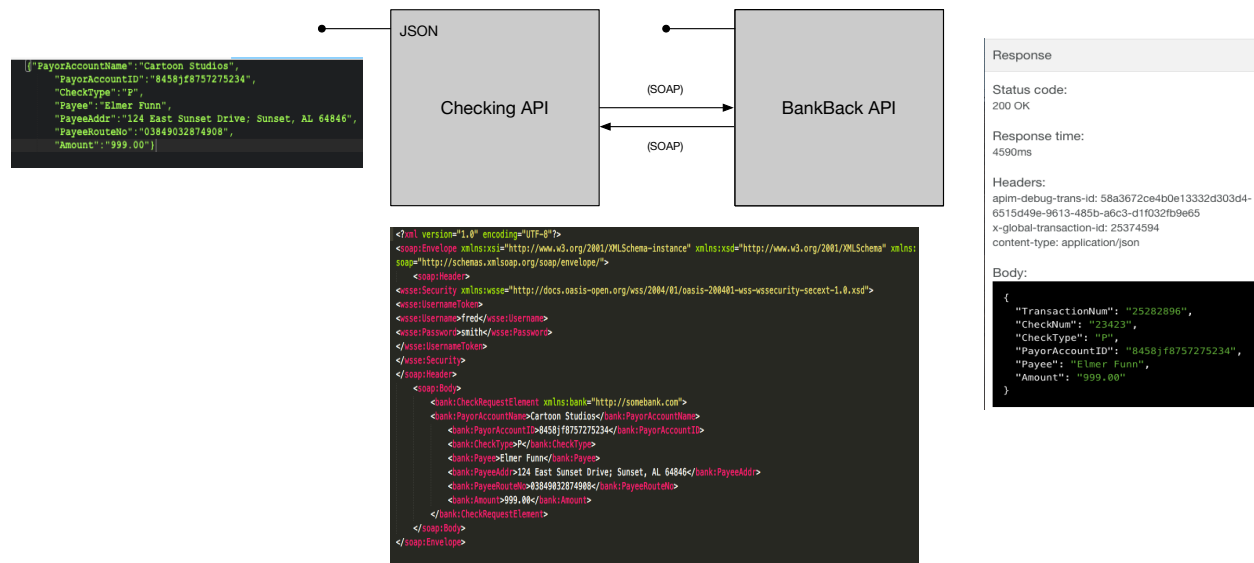 JSON
Checking API
(SOAP)
(SOAP)
BankBack API
{"PayorAccountName":"Cartoon Studios",
"PayorAccountID":"8458jf8757275234",
"CheckType":"P",
"Payee":"Elmer Funn",
"PayeeAddr":"124 East Sunset Drive; Sunset, AL 64846",
"PayeeRouteNo":"03849032874908",
"Amount":"999.00"}
<?xml version="1.0" encoding="UTF-8"?>
<soap:Envelope xmlns:xsi="http://www.w3.org/2001/XMLSchema-instance" xmlns:xsd="http://www.w3.org/2001/XMLSchema" xmlns:
soap="http://schemas.xmlsoap.org/soap/envelope/">
<soap:Header>
<wsse:Security xmlns:wsse="http://docs.oasis-open.org/wss/2004/01/oasis-200401-wss-wssecurity-secext-1.0.xsd">
<wsse:UsernameToken>
<wsse:Username>fred</wsse:Username>
<wsse:Password>smith</wsse:Password>
</wsse:UsernameToken>
</wsse:Security>
</soap:Header>
<soap:Body>
<bank:CheckRequestElement xmlns:bank="http://somebank.com">
<bank:PayorAccountName>Cartoon Studios</bank:PayorAccountName>
<bank:PayorAccountID>8458jf8757275234</bank:PayorAccountID>
<bank:CheckType>P</bank:CheckType>
<bank:Payee>Elmer Funn</bank:Payee>
<bank:PayeeAddr>124 East Sunset Drive; Sunset, AL 64846</bank:PayeeAddr>
<bank:PayeeRouteNo>03849032874908</bank:PayeeRouteNo>
<bank:Amount>999.00</bank:Amount>
</bank:CheckRequestElement>
</soap:Body>
</soap:Envelope>
Response
Status code:
200 OK
Response time:
4590ms
Headers:
apim-debug-trans-id: 58a3672ce4b0e13332d303d4-
6515d49e-9613-485b-a6c3-d1f032fb9e65
x-global-transaction-id: 25374594
content-type: application/json
Body:
{
"TransactionNum": "25282896",
"CheckNum": "23423",
"CheckType": "P",
"PayorAccountID": "8458jf8757275234",
"Payee": "Elmer Funn",
"Amount": "999.00"
}